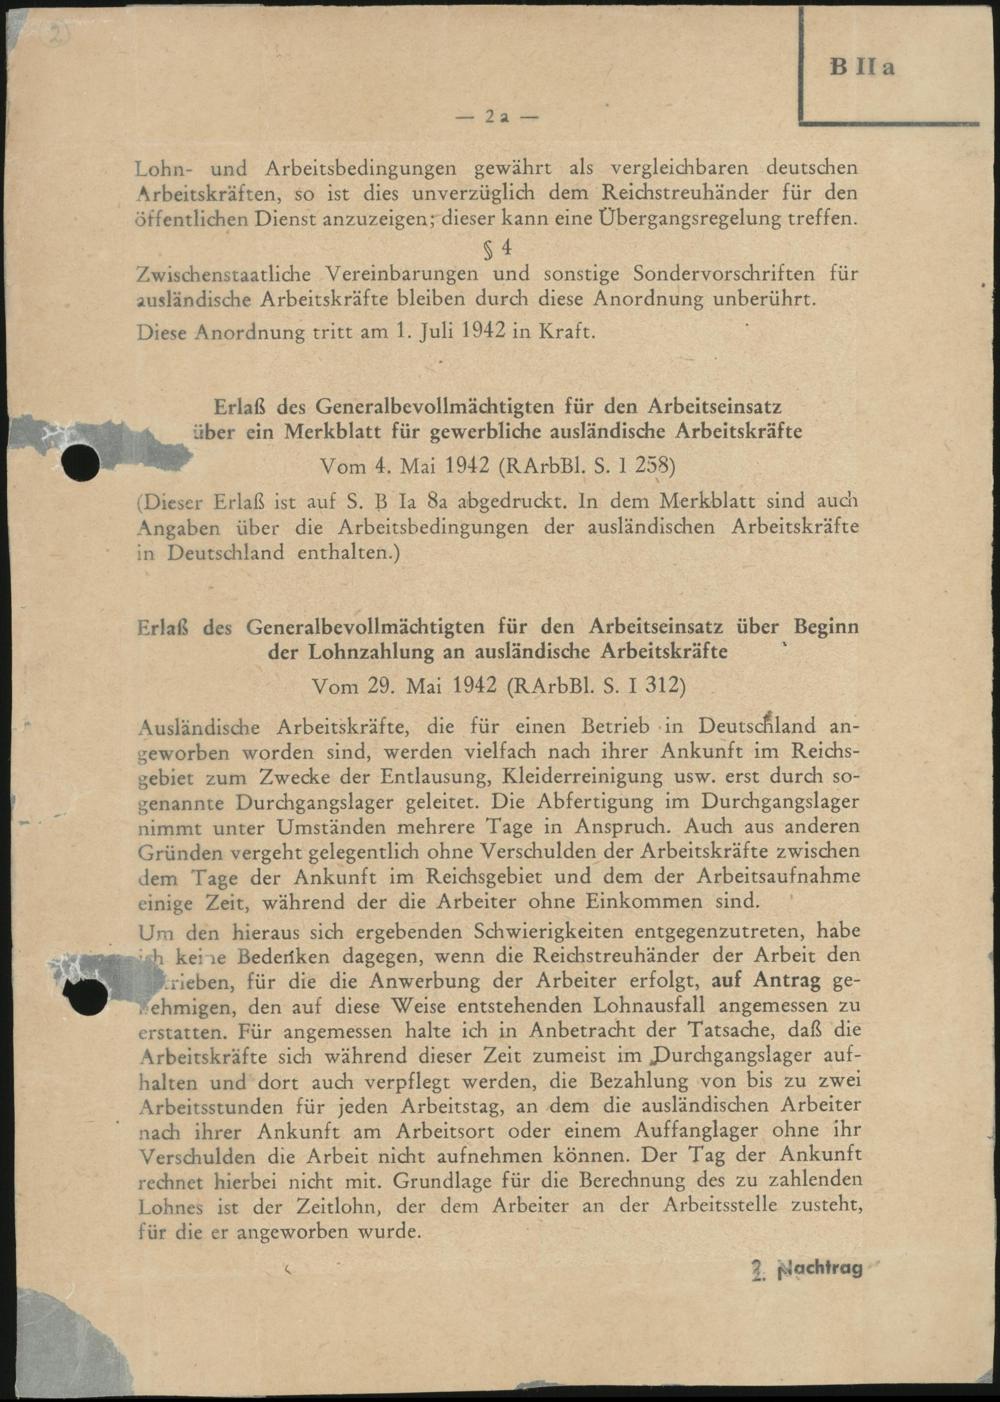 2)
B II a
— 2a —
Lohn- und Arbeitsbedingungen gewährt als vergleichbaren deutschen
Arbeitskräften, so ist dies unverzüglich dem Reichstreuhänder für den
öffentlichen Dienst anzuzeigen; dieser kann eine Übergangsregelung treffen.
§ 4
Zwischenstaatliche Vereinbarungen und sonstige Sondervorschriften für
ausländische Arbeitskräfte bleiben durch diese Anordnung unberührt.
Diese Anordnung tritt am 1. Juli 1942 in Kraft.
Erlaß des Generalbevollmächtigten für den Arbeitseinsatz
über ein Merkblatt für gewerbliche ausländische Arbeitskräfte
Vom 4. Mai 1942 (RArbBl. S. I 258)
(Dieser Erlaß ist auf S. B Ia 8a abgedruckt. In dem Merkblatt sind auch
Angaben über die Arbeitsbedingungen der ausländischen Arbeitskräfte
in Deutschland enthalten.)
Erlaß des Generalbevollmächtigten für den Arbeitseinsatz über Beginn
der Lohnzahlung an ausländische Arbeitskräfte
Vom 29. Mai 1942 (RArbBl. S. I 312)
Ausländische Arbeitskräfte, die für einen Betrieb in Deutschland an-
geworben worden sind, werden vielfach nach ihrer Ankunft im Reichs-
gebiet zum Zwecke der Entlausung, Kleiderreinigung usw. erst durch so-
genannte Durchgangslager geleitet. Die Abfertigung im Durchgangslager
nimmt unter Umständen mehrere Tage in Anspruch. Auch aus anderen
Gründen vergeht gelegentlich ohne Verschulden der Arbeitskräfte zwischen
dem Tage der Ankunft im Reichsgebiet und dem der Arbeitsaufnahme
einige Zeit, während der die Arbeiter ohne Einkommen sind.
Um den hieraus sich ergebenden Schwierigkeiten entgegenzutreten, habe
ich keine Bedenken dagegen, wenn die Reichstreuhänder der Arbeit den
rieben, für die die Anwerbung der Arbeiter erfolgt, auf Antrag ge-
nehmigen, den auf diese Weise entstehenden Lohnausfall angemessen zu
erstatten. Für angemessen halte ich in Anbetracht der Tatsache, daß die
Arbeitskräfte sich während dieser Zeit zumeist im Durchgangslager auf-
halten und dort auch verpflegt werden, die Bezahlung von bis zu zwei
Arbeitsstunden für jeden Arbeitstag, an dem die ausländischen Arbeiter
nach ihrer Ankunft am Arbeitsort oder einem Auffanglager ohne ihr
Verschulden die Arbeit nicht aufnehmen können. Der Tag der Ankunft
rechnet hierbei nicht mit. Grundlage für die Berechnung des zu zahlenden
Lohnes ist der Zeitlohn, der dem Arbeiter an der Arbeitsstelle zusteht,
für die er angeworben wurde.
2. Nachtrag